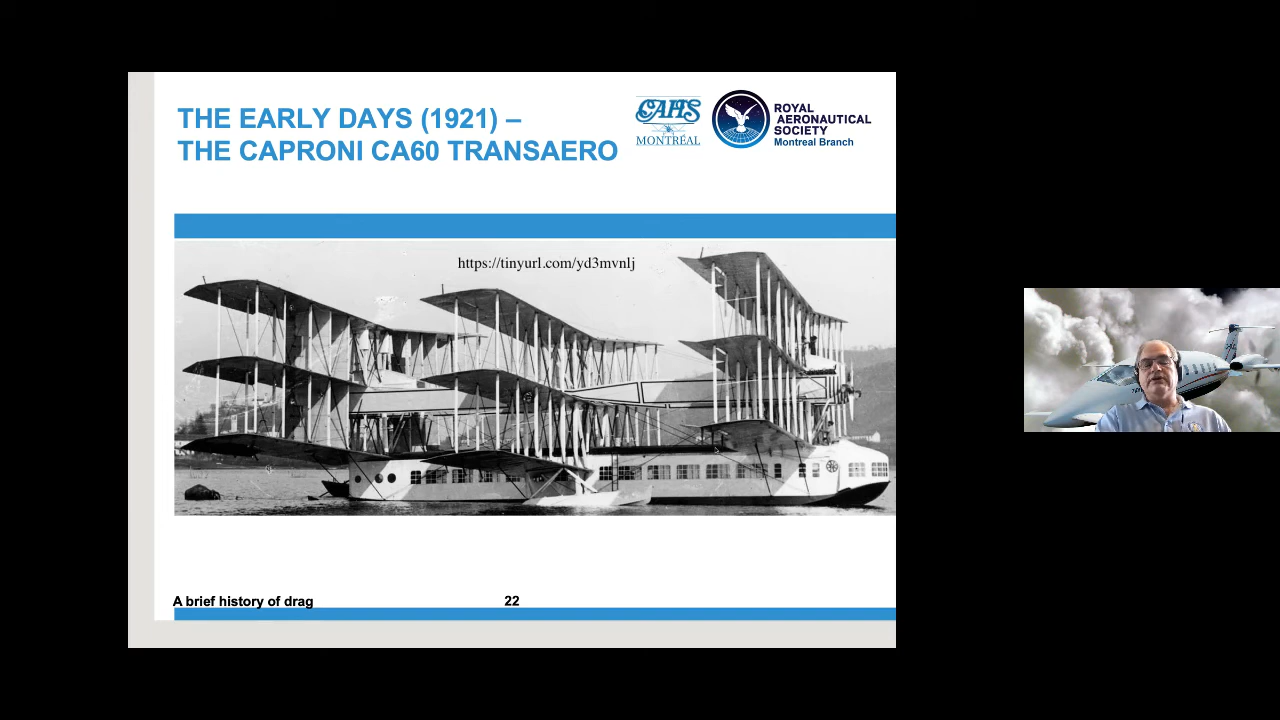 THE EARLY DAYS (1921) –
THE CAPRONI CA60 TRANSAERO
CAHS
MONTRÉAL
ROYAL
AERONAUTICAL
SOCIETY
Montreal Branch
https://tinyurl.com/yd3mvnlj
A brief history of drag
22